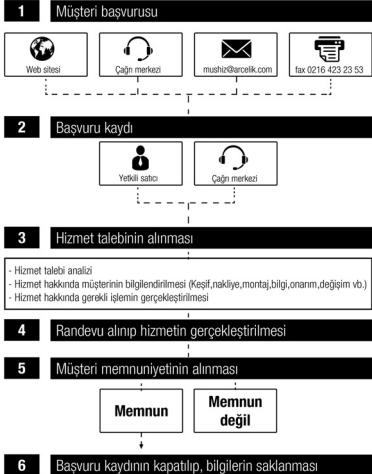 1 Müşteri başvurusu
Web sitesi
Çağrı merkezi
mushiz@arcelik.com
fax 0216 423 23 53
2 Başvuru kaydı
Yetkili satıcı
Çağrı merkezi
3 Hizmet talebinin alınması
- Hizmet talebi analizi
- Hizmet hakkında müşterinin bilgilendirilmesi (Keşif,nakliye,montaj,bilgi,onarım,değişim vb.)
- Hizmet hakkında gerekli işlemin gerçekleştirilmesi
4 Randevu alınıp hizmetin gerçekleştirilmesi
5 Müşteri memnuniyetinin alınması
Memnun
Memnun
değil
6 Başvuru kaydının kapatılıp, bilgilerin saklanması